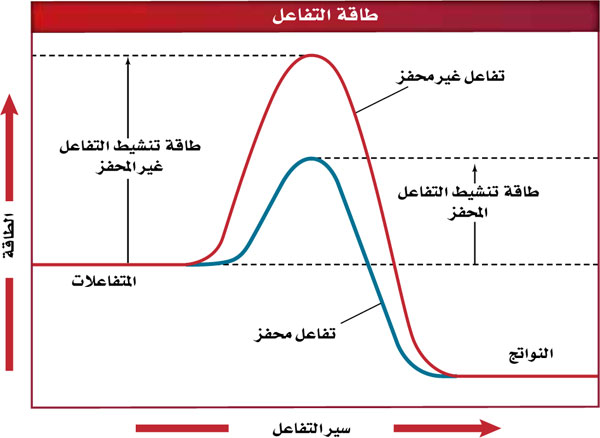 طاقة التفاعل
تفاعل غير محفز
طاقة تنشيط التفاعل
غير المحفز
طاقة تنشيط التفاعل
المحفز
الطاقة
المتفاعلات
تفاعل محفز
النواتج
سير التفاعل